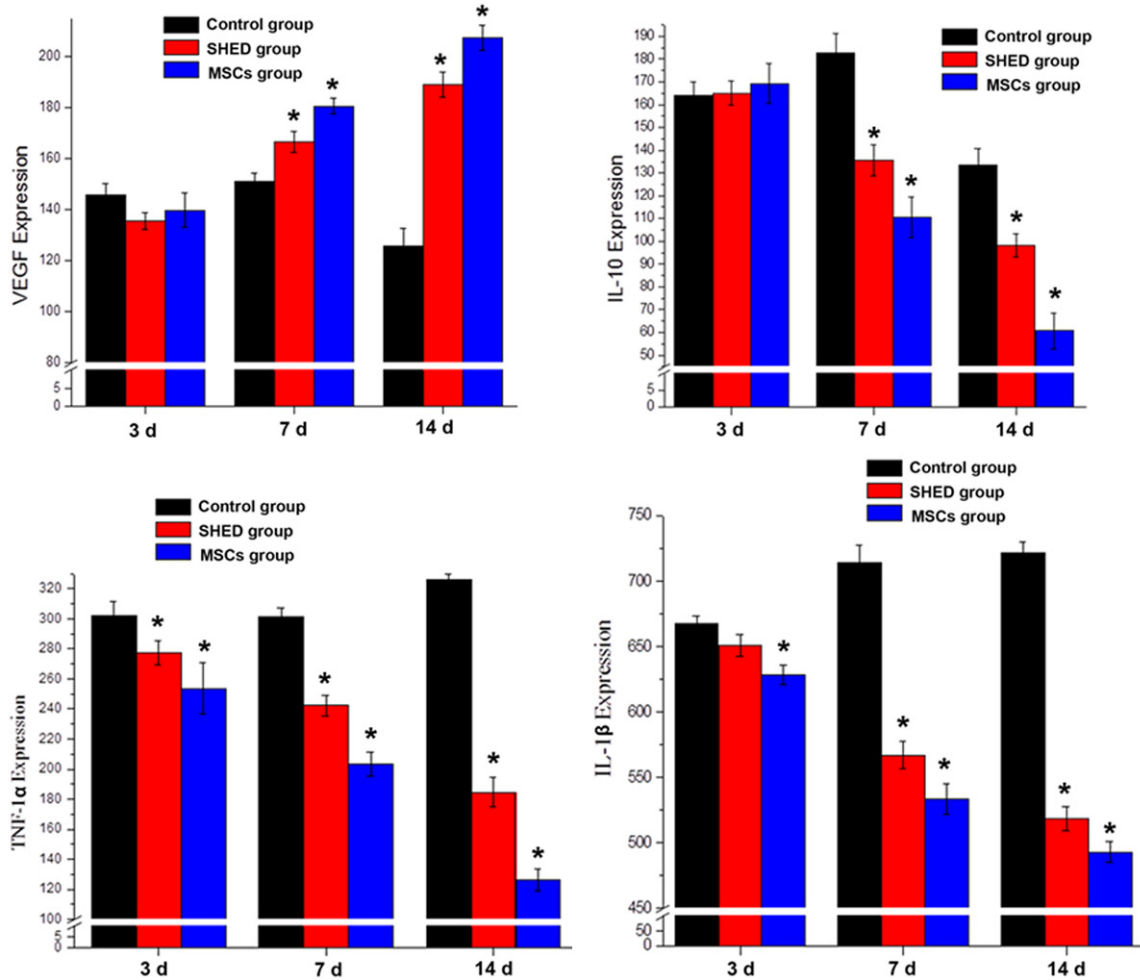 Control group
SHED group
MSCs group
VEGF Expression
200
180
160
140
120
100
80
5
0
* * * *
3 d 7 d 14 d
Control group
SHED group
MSCs group
IL-10 Expression
190
180
170
160
150
140
130
120
110
100
90
80
70
60
50
5
0
* * * *
3 d 7 d 14 d
Control group
SHED group
MSCs group
TNF-1α Expression
320
300
280
260
240
220
200
180
160
140
120
100
5
0
* * * * * *
3 d 7 d 14 d
Control group
SHED group
MSCs group
IL-1β Expression
750
700
650
600
550
500
450
50
0
* * * * *
3 d 7 d 14 d